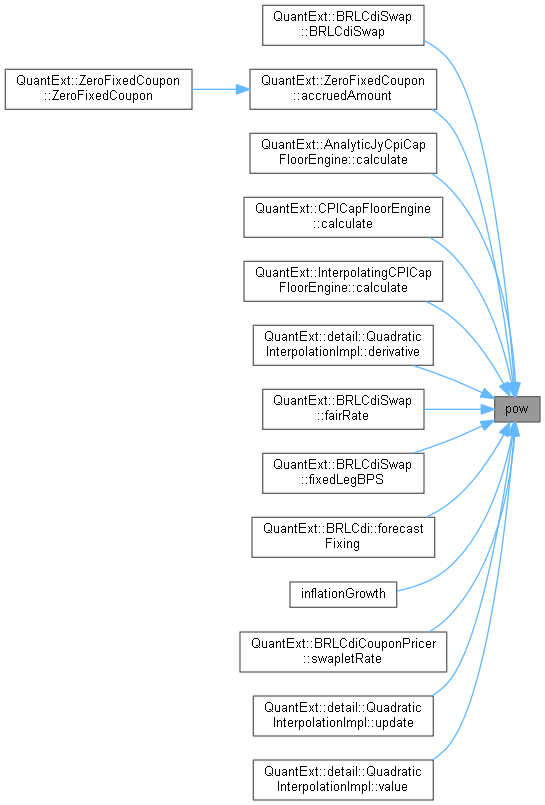 QuantExt::BRLCdiSwap
::BRLCdiSwap
QuantExt::ZeroFixedCoupon
::ZeroFixedCoupon
QuantExt::ZeroFixedCoupon
::accruedAmount
QuantExt::AnalyticJyCpiCap
FloorEngine::calculate
QuantExt::CPICapFloorEngine
::calculate
QuantExt::InterpolatingCPICap
FloorEngine::calculate
QuantExt::detail::Quadratic
InterpolationImpl::derivative
pow
QuantExt::BRLCdiSwap
::fairRate
QuantExt::BRLCdiSwap
::fixedLegBPS
QuantExt::BRLCdi::forecast
Fixing
inflationGrowth
QuantExt::BRLCdiCouponPricer
::swapletRate
QuantExt::detail::Quadratic
InterpolationImpl::update
QuantExt::detail::Quadratic
InterpolationImpl::value